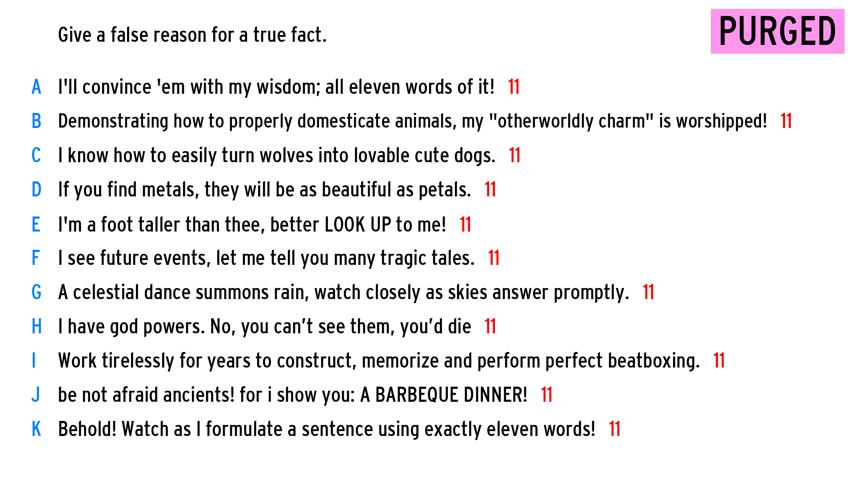 Give a false reason for a true fact.
PURGED
A I'll convince 'em with my wisdom; all eleven words of it! 11
B Demonstrating how to properly domesticate animals, my "otherworldly charm" is worshipped! 11
C I know how to easily turn wolves into lovable cute dogs. 11
D If you find metals, they will be as beautiful as petals. 11
E I'm a foot taller than thee, better LOOK UP to me! 11
F I see future events, let me tell you many tragic tales. 11
G A celestial dance summons rain, watch closely as skies answer promptly. 11
H I have god powers. No, you can’t see them, you’d die 11
I Work tirelessly for years to construct, memorize and perform perfect beatboxing. 11
J be not afraid ancients! for i show you: A BARBEQUE DINNER! 11
K Behold! Watch as I formulate a sentence using exactly eleven words! 11